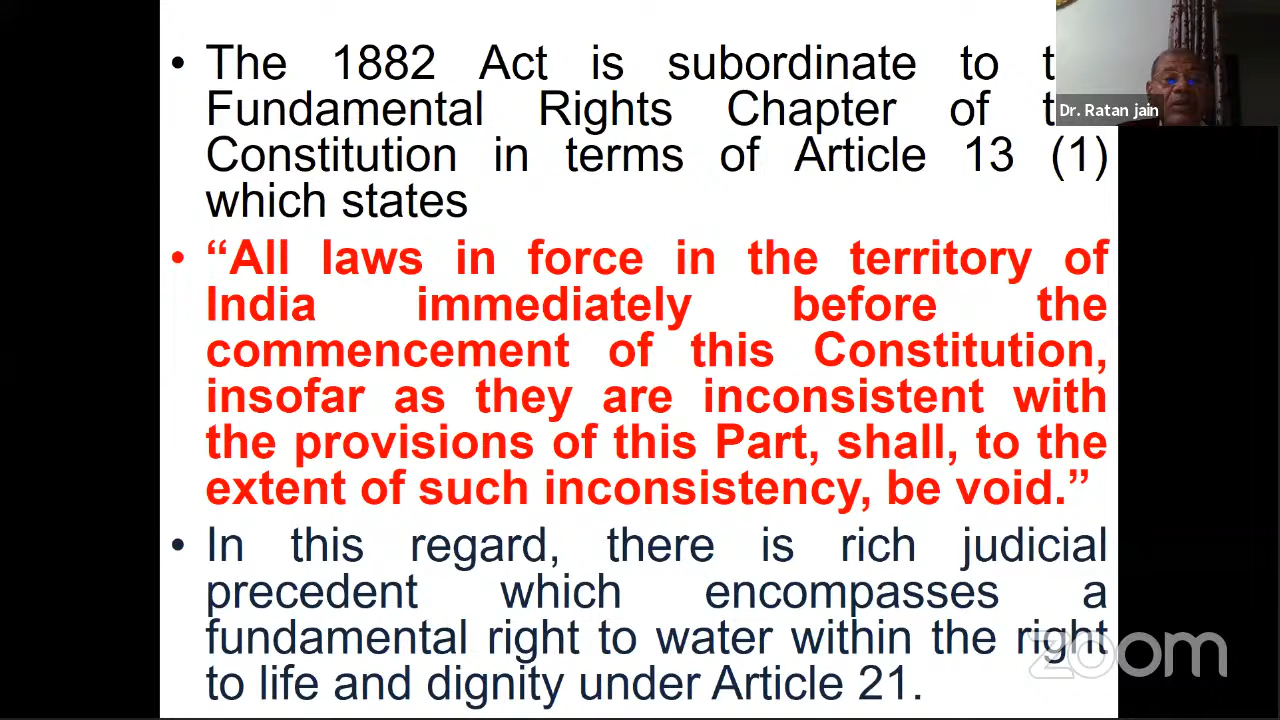 • The 1882 Act is subordinate to t
Fundamental Rights Chapter of t
Constitution in terms of Article 13 (1)
which states
• “All laws in force in the territory of
India immediately before the
commencement of this Constitution,
insofar as they are inconsistent with
the provisions of this Part, shall, to the
extent of such inconsistency, be void.”
• In this regard, there is rich judicial
precedent which encompasses a
fundamental right to water within the right
to life and dignity under Article 21.
Dr. Ratan jain
zoom